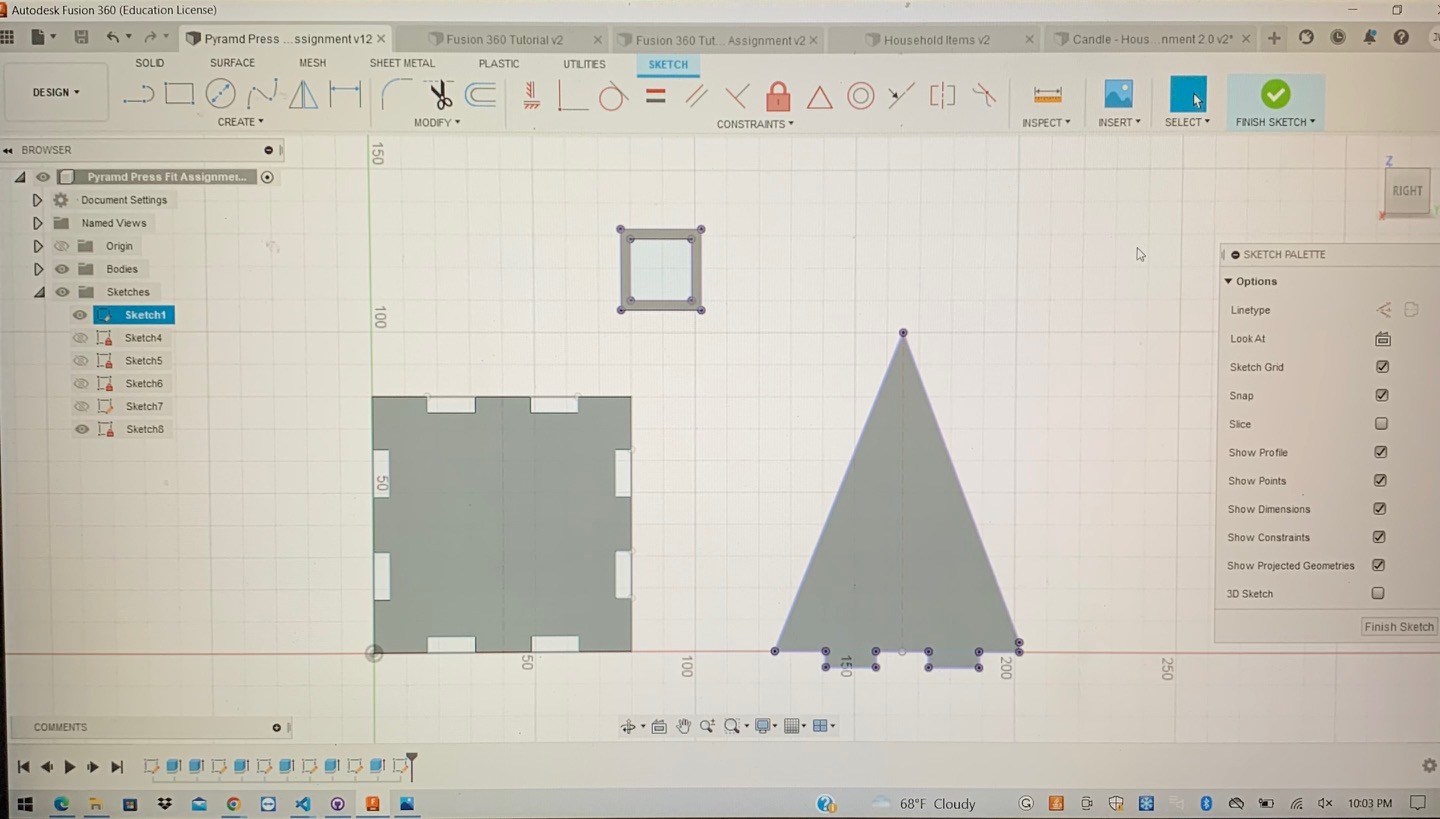 Autodesk Fusion 360 (Education License)
Pyramd Press ...ssignment v12
Fusion 360 Tutorial v2
Fusion 360 Tut... Assignment v2
Household Items v2
Candle - Hous...nment 2.0 v2*
DESIGN
SOLID
SURFACE
MESH
SHEET METAL
PLASTIC
UTILITIES
SKETCH
CREATE
MODIFY
CONSTRAINTS
INSPECT
INSERT
SELECT
FINISH SKETCH
BROWSER
Pyramd Press Fit Assignmei...
Document Settings
Named Views
Origin
Bodies
Sketches
Sketch1
Sketch4
Sketch5
Sketch6
Sketch7
Sketch8
150
100
50
50
100
150
200
250
Z
RIGHT
X
Y
SKETCH PALETTE
Options
Linetype
Look At
Sketch Grid
Snap
Slice
Show Profile
Show Points
Show Dimensions
Show Constraints
Show Projected Geometries
3D Sketch
Finish Sketch
COMMENTS
68°F Cloudy
10:03 PM